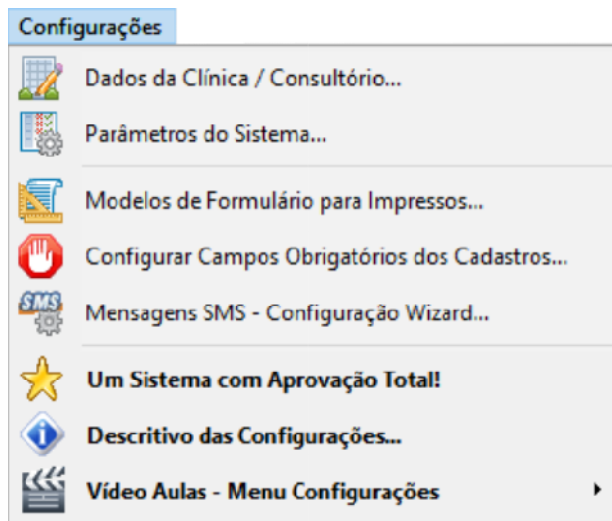 Configurações
Dados da Clínica / Consultório...
Parâmetros do Sistema...
Modelos de Formulário para Impressos...
Configurar Campos Obrigatórios dos Cadastros...
SMS
Mensagens SMS - Configuração Wizard...
Um Sistema com Aprovação Total!
Descritivo das Configurações...
Vídeo Aulas - Menu Configurações